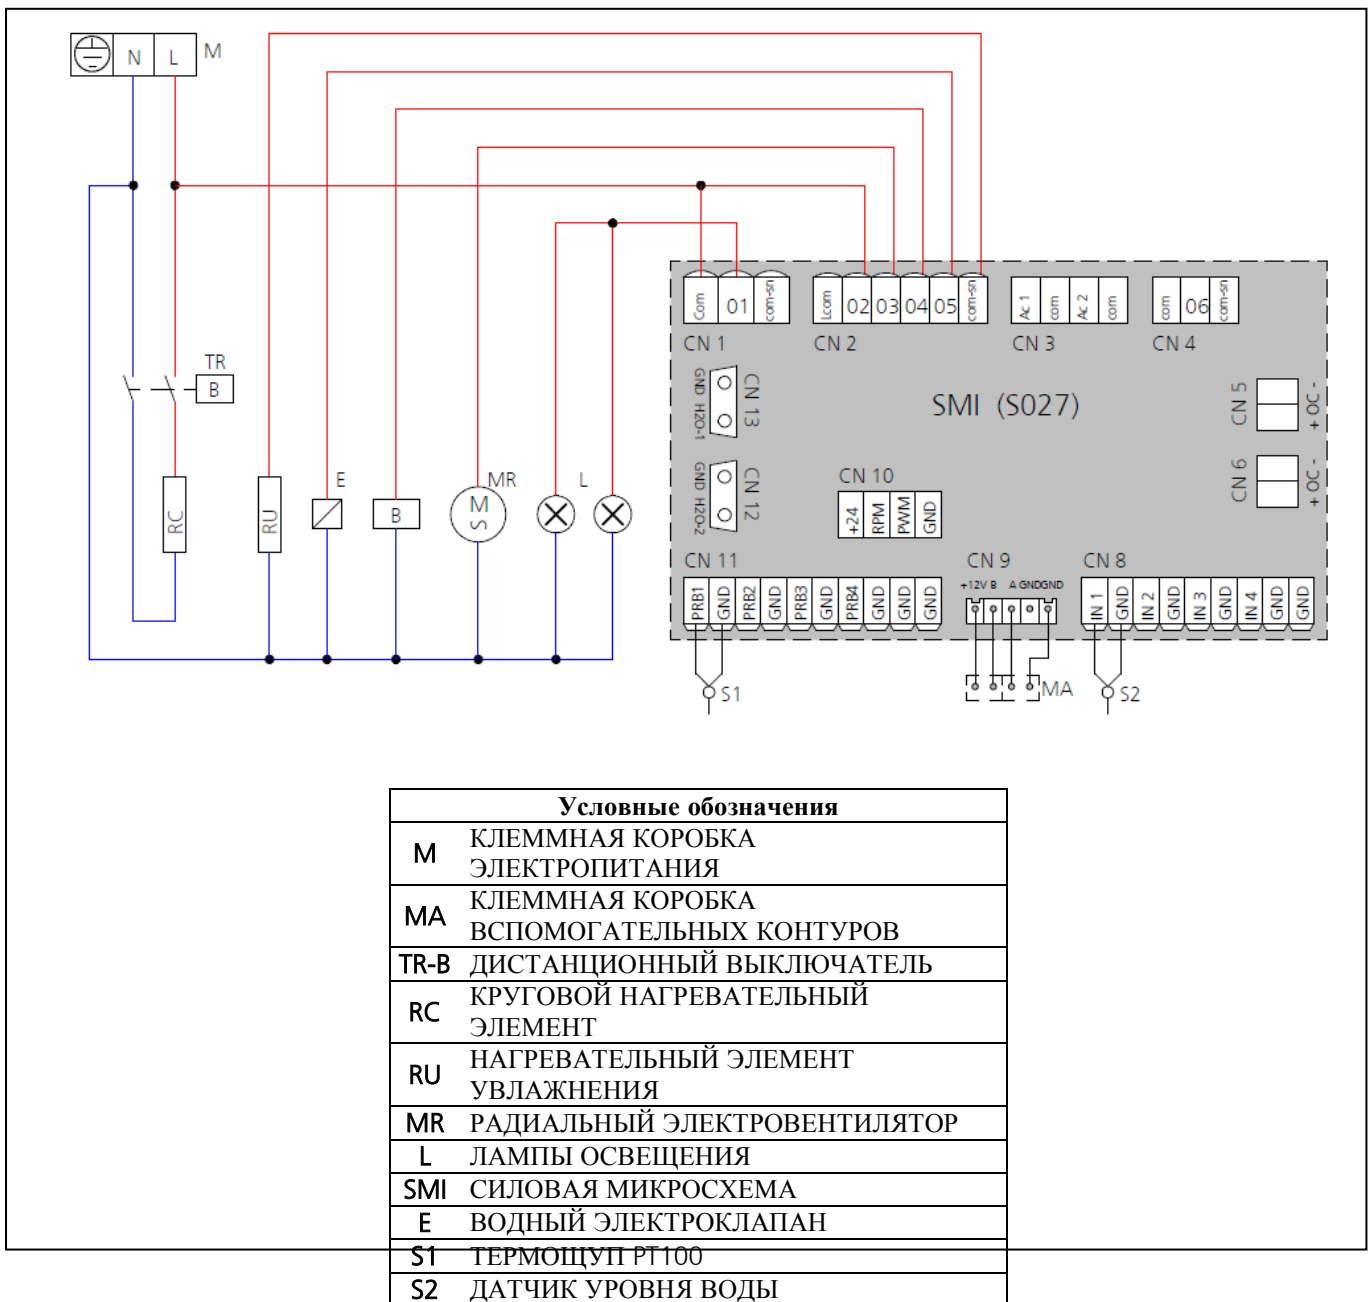 N L M
TR
B
RC
RU
E
B
MR
M
S
L
Com 01 com-sn
Lcom 02 03 04 05 com-sn
Ac 1 com Ac 2 com
com 06 com-sn
CN 1 CN 2 CN 3 CN 4
GND H2O-1 CN 13
SMI (S027)
CN 5 + OC -
GND H2O-2 CN 12
CN 10
+24 RPM PWM GND
CN 6 + OC -
CN 11 CN 9 CN 8
+12V B A GND GND
PRB1 GND PRB2 GND PRB3 GND PRB4 GND GND GND
IN 1 GND IN 2 GND IN 3 GND IN 4 GND GND
S1 MA S2
Условные обозначения
M КЛЕММНАЯ КОРОБКА
ЭЛЕКТРОПИТАНИЯ
MA КЛЕММНАЯ КОРОБКА
ВСПОМОГАТЕЛЬНЫХ КОНТУРОВ
TR-B ДИСТАНЦИОННЫЙ ВЫКЛЮЧАТЕЛЬ
RC КРУГОВОЙ НАГРЕВАТЕЛЬНЫЙ
ЭЛЕМЕНТ
RU НАГРЕВАТЕЛЬНЫЙ ЭЛЕМЕНТ
УВЛАЖНЕНИЯ
MR РАДИАЛЬНЫЙ ЭЛЕКТРОВЕНТИЛЯТОР
L ЛАМПЫ ОСВЕЩЕНИЯ
SMI СИЛОВАЯ МИКРОСХЕМА
E ВОДНЫЙ ЭЛЕКТРОКЛАПАН
S1 ТЕРМОЩУП PT100
S2 ДАТЧИК УРОВНЯ ВОДЫ